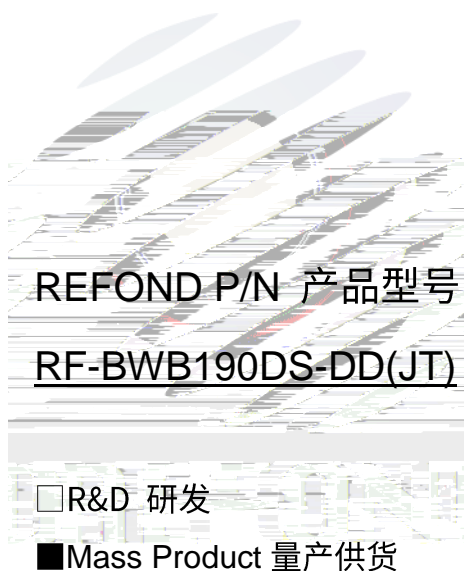 REFOND P/N 产品型号
RF-BWB190DS-DD(JT)
□R&D 研发
■Mass Product 量产供货